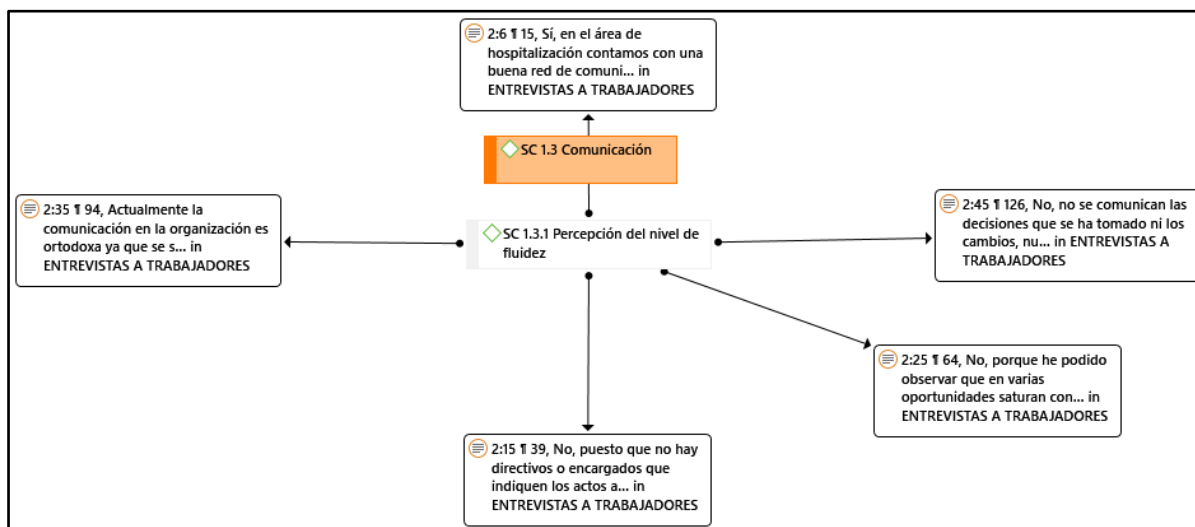 2:6 ¶ 15, Sí, en el área de
hospitalización contamos con una
buena red de comuni... in
ENTREVISTAS A TRABAJADORES
SC 1.3 Comunicación
2:35 ¶ 94, Actualmente la
comunicación en la organización es
ortodoxa ya que se s... in
ENTREVISTAS A TRABAJADORES
SC 1.3.1 Percepción del nivel de
fluidez
2:45 ¶ 126, No, no se comunican las
decisiones que se ha tomado ni los
cambios, nu... in ENTREVISTAS A
TRABAJADORES
2:25 ¶ 64, No, porque he podido
observar que en varias
oportunidades saturan con... in
ENTREVISTAS A TRABAJADORES
2:15 ¶ 39, No, puesto que no hay
directivos o encargados que
indiquen los actos a... in
ENTREVISTAS A TRABAJADORES